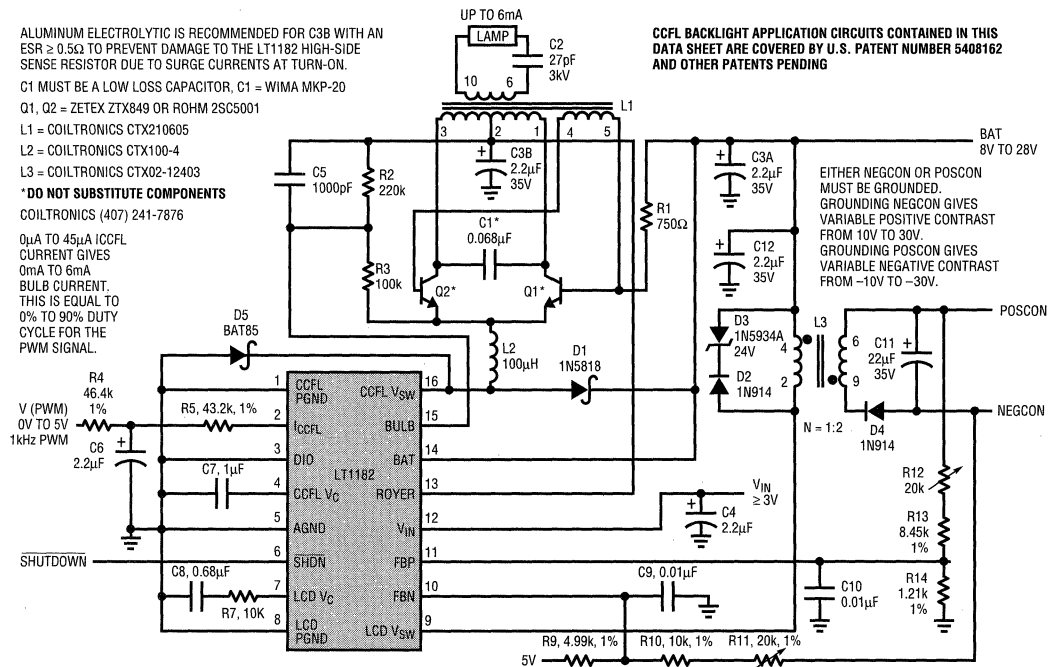 ALUMINUM ELECTROLYTIC IS RECOMMENDED FOR C3B WITH AN
ESR ≥ 0.5Ω TO PREVENT DAMAGE TO THE LT1182 HIGH-SIDE
SENSE RESISTOR DUE TO SURGE CURRENTS AT TURN-ON.
C1 MUST BE A LOW LOSS CAPACITOR, C1 = WIMA MKP-20
Q1, Q2 = ZETEX ZTX849 OR ROHM 2SC5001
L1 = COILTRONICS CTX210605
L2 = COILTRONICS CTX100-4
L3 = COILTRONICS CTX02-12403
*DO NOT SUBSTITUTE COMPONENTS
COILTRONICS (407) 241-7876
0µA TO 45µA ICCFL
CURRENT GIVES
0mA TO 6mA
BULB CURRENT.
THIS IS EQUAL TO
0% TO 90% DUTY
CYCLE FOR THE
PWM SIGNAL.
UP TO 6mA
LAMP
C2
27pF
3kV
10
6
L1
3
2
1
4
5
CCFL BACKLIGHT APPLICATION CIRCUITS CONTAINED IN THIS
DATA SHEET ARE COVERED BY U.S. PATENT NUMBER 5408162
AND OTHER PATENTS PENDING
BAT
8V TO 28V
C5
1000pF
R2
220k
+
C3B
2.2µF
35V
R1
750Ω
+
C3A
2.2µF
35V
EITHER NEGCON OR POSCON
MUST BE GROUNDED.
GROUNDING NEGCON GIVES
VARIABLE POSITIVE CONTRAST
FROM 10V TO 30V.
GROUNDING POSCON GIVES
VARIABLE NEGATIVE CONTRAST
FROM –10V TO –30V.
C1*
0.068µF
R3
100k
Q2*
Q1*
+
C12
2.2µF
35V
POSCON
D5
BAT85
L2
100µH
D1
1N5818
D3
1N5934A
24V
D2
1N914
L3
4
2
6
9
N = 1:2
+
C11
22µF
35V
NEGCON
D4
1N914
R4
46.4k
1%
R5, 43.2k, 1%
V (PWM)
0V TO 5V
1kHz PWM
+
C6
2.2µF
C7, 1µF
SHUTDOWN
C8, 0.68µF
R7, 10K
LT1182
1
CCFL
PGND
2
ICCFL
3
DIO
4
CCFL VC
5
AGND
6
SHDN
7
LCD VC
8
LCD
PGND
16
CCFL VSW
15
BULB
14
BAT
13
ROYER
12
VIN
11
FBP
10
FBN
9
LCD VSW
VIN
≥ 3V
+
C4
2.2µF
C9, 0.01µF
C10
0.01µF
R12
20k
R13
8.45k
1%
R14
1.21k
1%
5V
R9, 4.99k, 1%
R10, 10k, 1%
R11, 20k, 1%